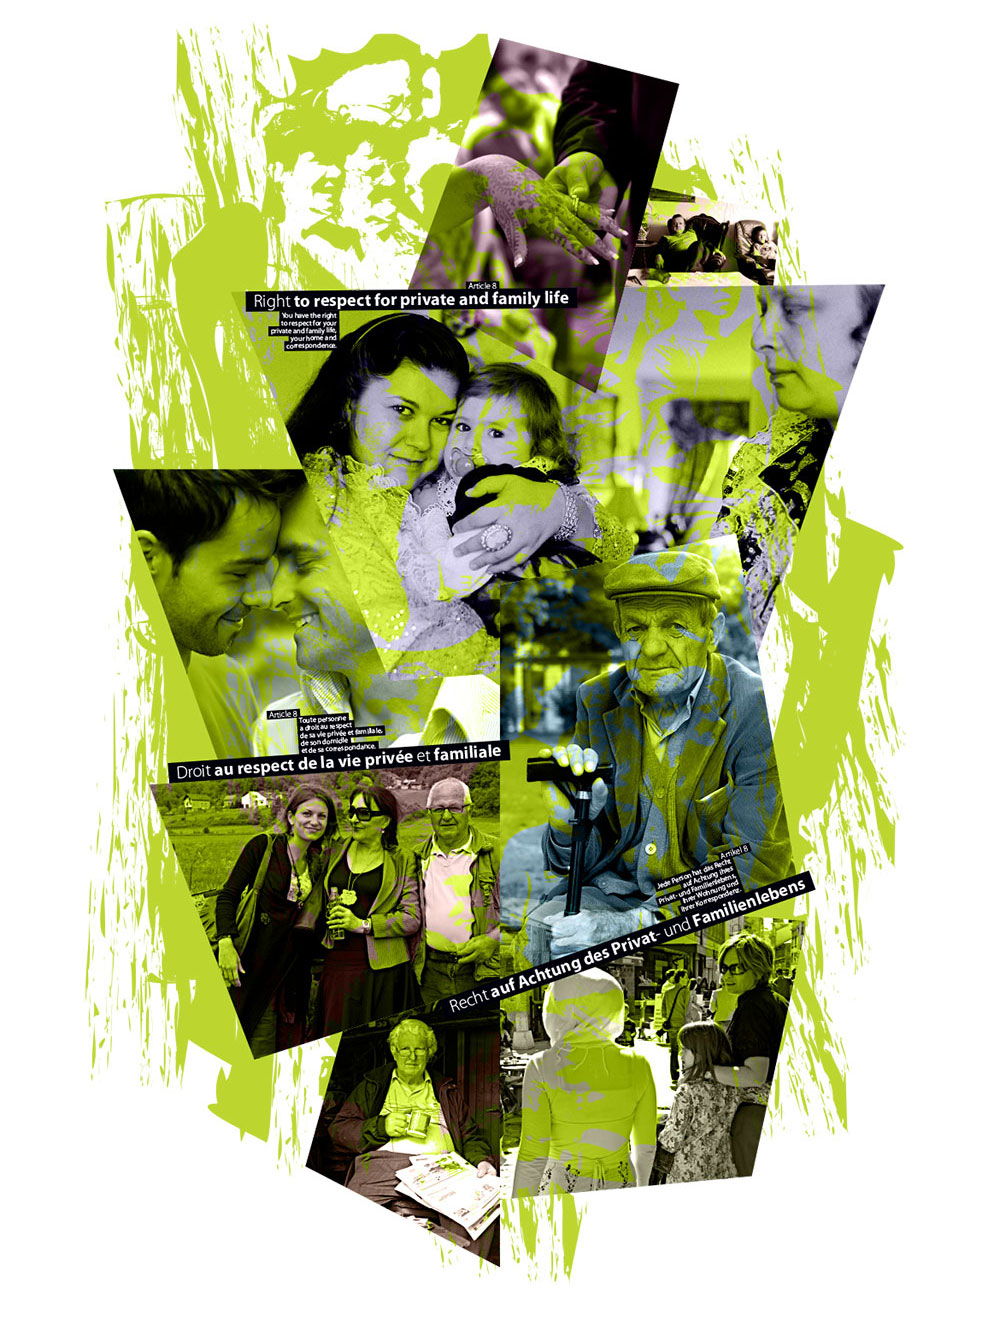 Article 8
Right to respect for private and family life
You have the right
to respect for your
private and family life,
your home and
correspondence.
Article 8
Toute personne
a droit au respect
de sa vie privée et familiale,
de son domicile
et de sa correspondance.
Droit au respect de la vie privée et familiale
Artikel 8
Jede Person hat das Recht
auf Achtung ihres
Privat- und Familienlebens,
ihrer Wohnung und
ihrer Korrespondenz.
Recht auf Achtung des Privat- und Familienlebens